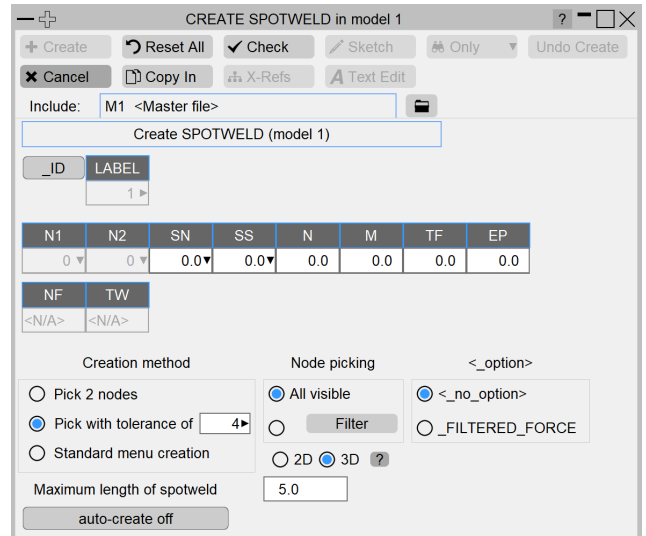 CREATE SPOTWELD in model 1 ?
Create Reset All Check Sketch Only Undo Create
Cancel Copy In X-Refs A Text Edit
Include: M1 <Master file>
Create SPOTWELD (model 1)
_ID LABEL
1
N1 N2 SN SS N M TF EP
0 0 0.0 0.0 0.0 0.0 0.0 0.0
NF TW
<N/A> <N/A>
Creation method Node picking <_option>
Pick 2 nodes All visible <_no_option>
Pick with tolerance of 4 Filter _FILTERED_FORCE
Standard menu creation 2D 3D ?
Maximum length of spotweld 5.0
auto-create off